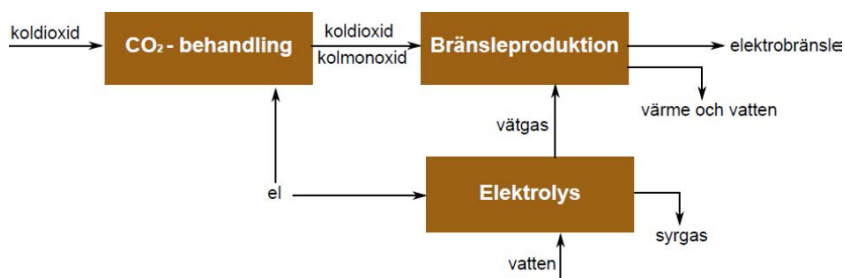 koldioxid
CO₂ - behandling
koldioxid
kolmonoxid
Bränsleproduktion
elektrobränsle
värme och vatten
vätgas
el
Elektrolys
syrgas
vatten